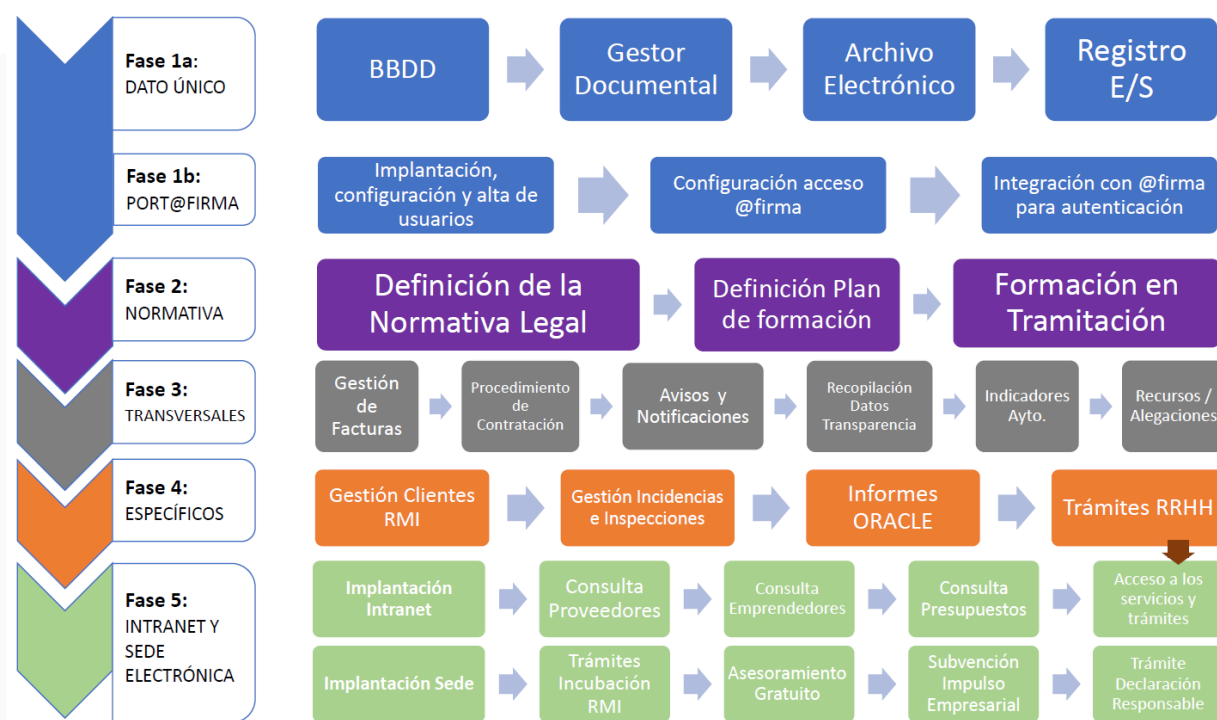 Fase 1a:
DATO ÚNICO
BBDD
Gestor
Documental
Archivo
Electrónico
Registro
E/S
Fase 1b:
PORT@FIRMA
Implantación,
configuración y alta de
usuarios
Configuración acceso
@firma
Integración con @firma
para autenticación
Fase 2:
NORMATIVA
Definición de la
Normativa Legal
Definición Plan
de formación
Formación en
Tramitación
Fase 3:
TRANSVERSALES
Gestión
de
Facturas
Procedimiento
de
Contratación
Avisos y
Notificaciones
Recopilación
Datos
Transparencia
Indicadores
Ayto.
Recursos /
Alegaciones
Fase 4:
ESPECÍFICOS
Gestión Clientes
RMI
Gestión Incidencias
e Inspecciones
Informes
ORACLE
Trámites RRHH
Fase 5:
INTRANET Y
SEDE
ELECTRÓNICA
Implantación
Intranet
Consulta
Proveedores
Consulta
Emprendedores
Consulta
Presupuestos
Acceso a los
servicios y
trámites
Implantación Sede
Trámites
Incubación
RMI
Asesoramiento
Gratuito
Subvención
Impulso
Empresarial
Trámite
Declaración
Responsable